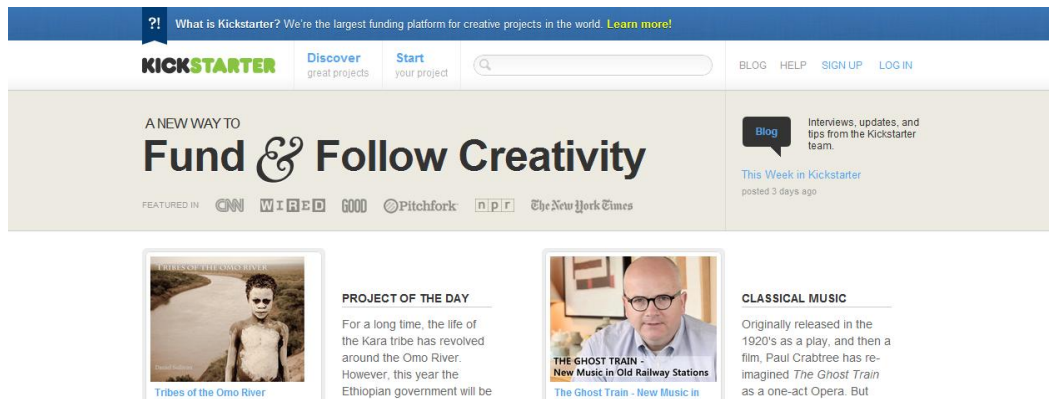 ?! What is Kickstarter? We're the largest funding platform for creative projects in the world. Learn more!
KICKSTARTER
Discover
great projects
Start
your project
BLOG HELP SIGN UP LOG IN
A NEW WAY TO
Fund & Follow Creativity
FEATURED IN CNN WIRED GOOD Pitchfork npr The New York Times
Blog
Interviews, updates, and
tips from the Kickstarter
team.
This Week in Kickstarter
posted 3 days ago
TRIBES OF THE OMO RIVER
Tribes of the Omo River
PROJECT OF THE DAY
For a long time, the life of
the Kara tribe has revolved
around the Omo River.
However, this year the
Ethiopian government will be
THE GHOST TRAIN -
New Music in Old Railway Stations
The Ghost Train - New Music in
CLASSICAL MUSIC
Originally released in the
1920's as a play, and then a
film, Paul Crabtree has re-
imagined The Ghost Train
as a one-act Opera. But